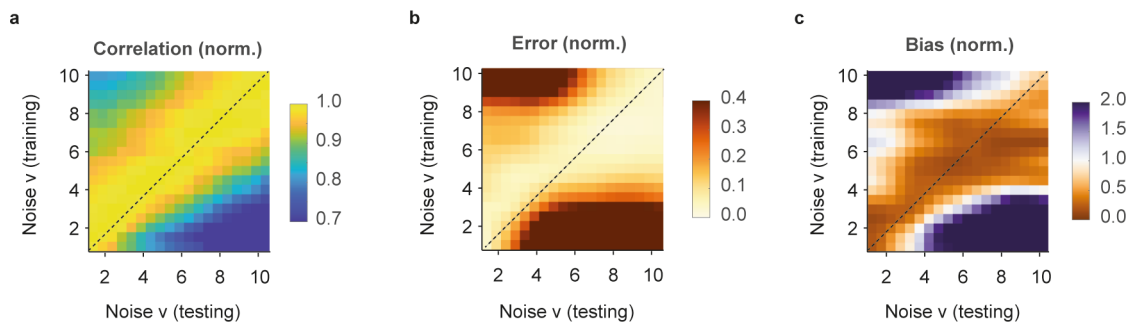 a
Correlation (norm.)
Noise v (training)
10
8
6
4
2
2 4 6 8 10
Noise v (testing)
1.0
0.9
0.8
0.7
b
Error (norm.)
Noise v (training)
10
8
6
4
2
2 4 6 8 10
Noise v (testing)
0.4
0.3
0.2
0.1
0.0
c
Bias (norm.)
Noise v (training)
10
8
6
4
2
2 4 6 8 10
Noise v (testing)
2.0
1.5
1.0
0.5
0.0